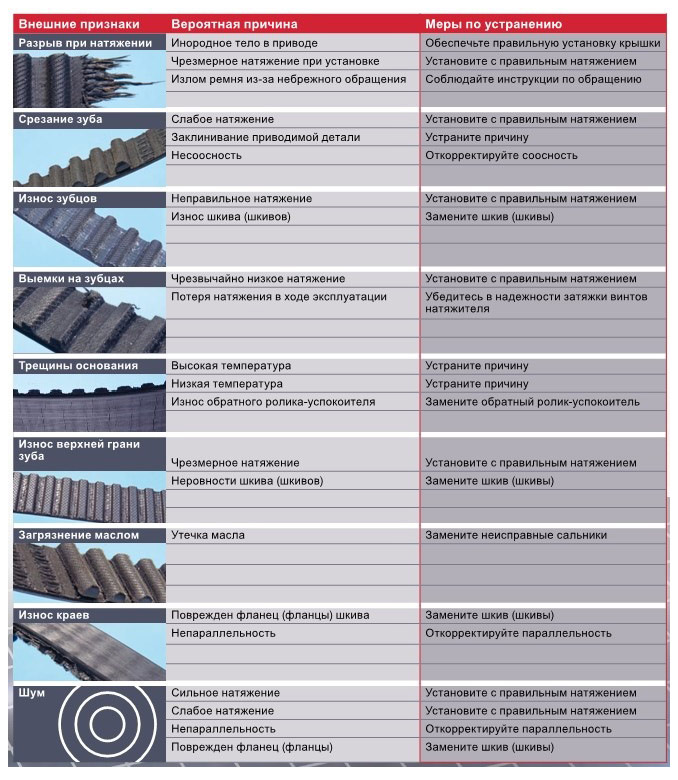 Внешние признаки Вероятная причина Меры по устранению
Разрыв при натяжении Инородное тело в приводе Обеспечьте правильную установку крышки
Чрезмерное натяжение при установке Установите с правильным натяжением
Излом ремня из-за небрежного обращения Соблюдайте инструкции по обращению
Срезание зуба Слабое натяжение Установите с правильным натяжением
Заклинивание приводимой детали Устраните причину
Несоосность Откорректируйте соосность
Износ зубцов Неправильное натяжение Установите с правильным натяжением
Износ шкива (шкивов) Замените шкив (шкивы)
Выемки на зубцах Чрезвычайно низкое натяжение Установите с правильным натяжением
Потеря натяжения в ходе эксплуатации Убедитесь в надежности затяжки винтов
натяжителя
Трещины основания Высокая температура Устраните причину
Низкая температура Устраните причину
Износ обратного ролика-успокоителя Замените обратный ролик-успокоитель
Износ верхней грани
зуба
Чрезмерное натяжение Установите с правильным натяжением
Неровности шкива (шкивов) Замените шкив (шкивы)
Загрязнение маслом Утечка масла Замените неисправные сальники
Износ краев Поврежден фланец (фланцы) шкива Замените шкив (шкивы)
Непараллельность Откорректируйте параллельность
Шум Сильное натяжение Установите с правильным натяжением
Слабое натяжение Установите с правильным натяжением
Непараллельность Откорректируйте параллельность
Поврежден фланец (фланцы) Замените шкив (шкивы)